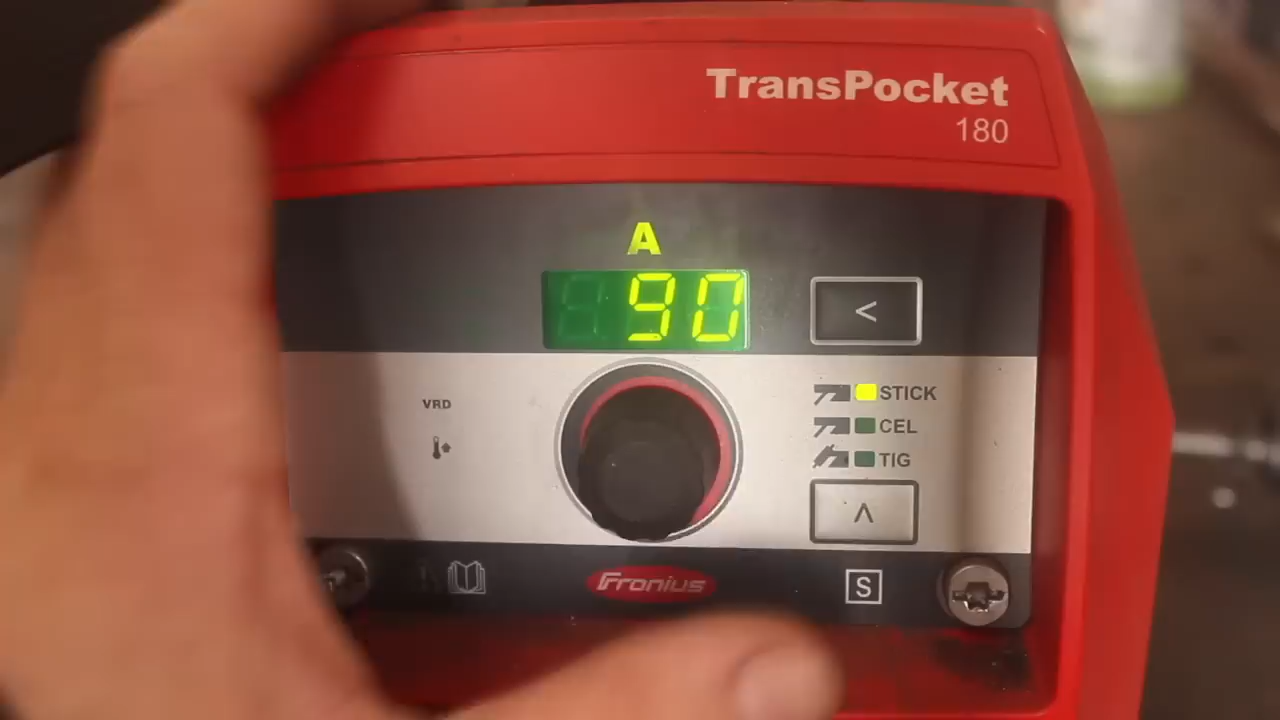 TransPocket
180
A
90
<
VRD
STICK
CEL
TIG
^
Fronius
S